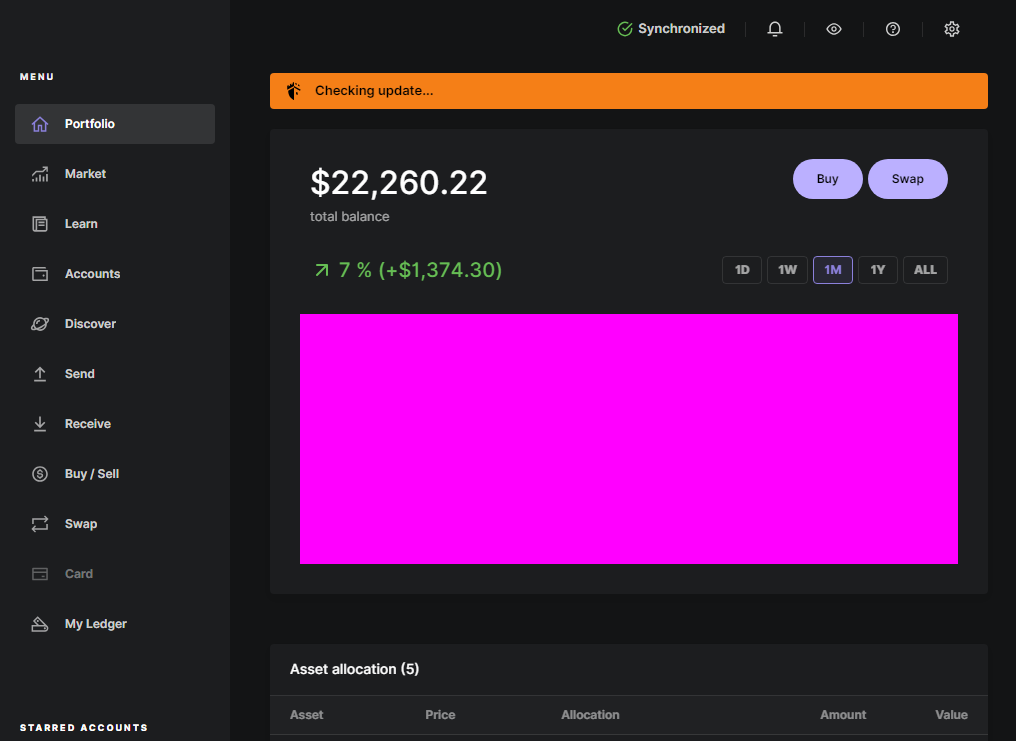 Synchronized
MENU
Checking update...
Portfolio
Market
Learn
Accounts
Discover
Send
Receive
Buy / Sell
Swap
Card
My Ledger
STARRED ACCOUNTS
$22,260.22
total balance
Buy
Swap
7 % (+$1,374.30)
1D 1W 1M 1Y ALL
Asset allocation (5)
Asset Price Allocation Amount Value